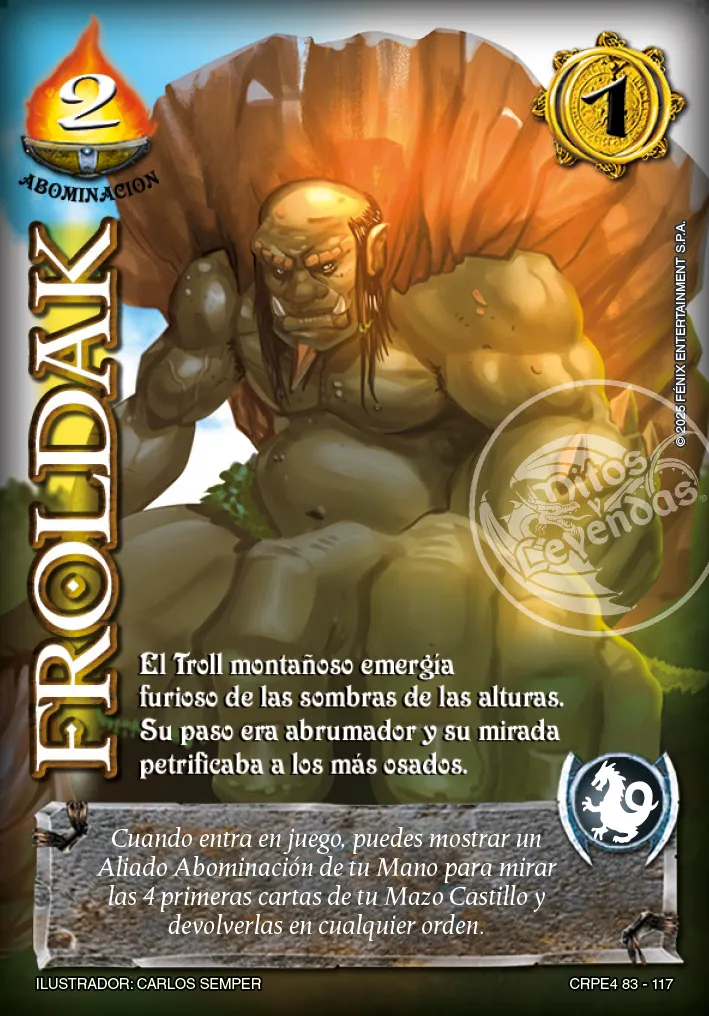 2
1
ABOMINACION
FROLDAK
© 2025 FÉNIX ENTERTAINMENT S.P.A.
Mitos
y
Leyendas
El Troll montañoso emergía
furioso de las sombras de las alturas.
Su paso era abrumador y su mirada
petrificaba a los más osados.
Cuando entra en juego, puedes mostrar un
Aliado Abominación de tu Mano para mirar
las 4 primeras cartas de tu Mazo Castillo y
devolverlas en cualquier orden.
ILUSTRADOR: CARLOS SEMPER
CRPE4 83 - 117